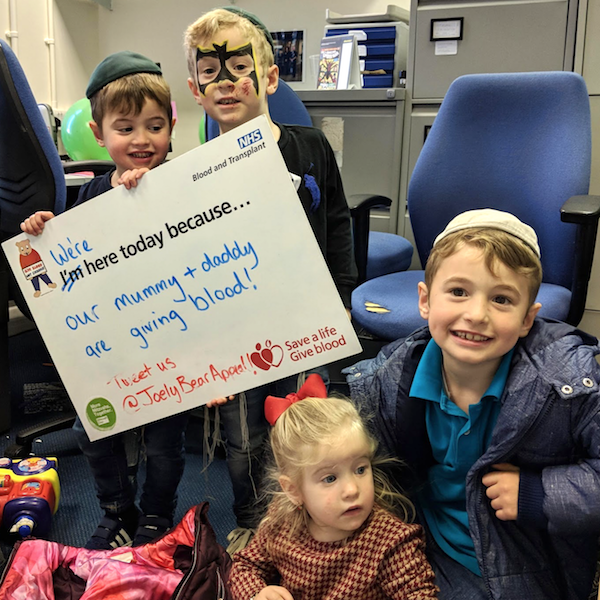 NHS
Blood and Transplant
We're
I'm here today because...
our mummy + daddy
are giving blood!
- Tweet us
@JoelyBearAppeal!
Save a life
Give blood